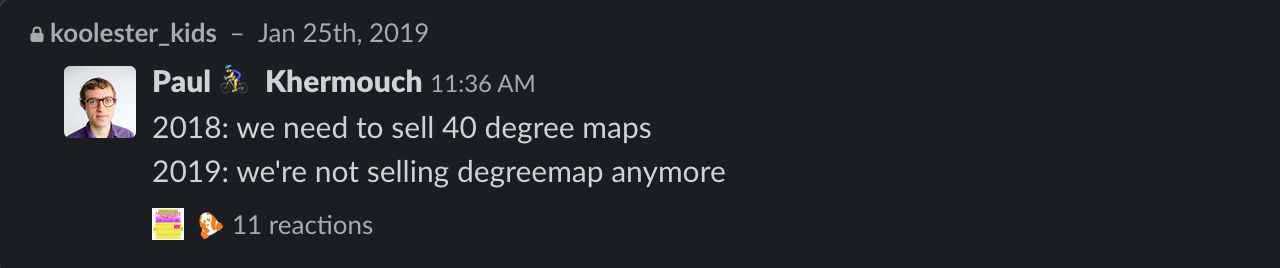 koolester_kids – Jan 25th, 2019
Paul Khermouch 11:36 AM
2018: we need to sell 40 degree maps
2019: we're not selling degreemap anymore
11 reactions